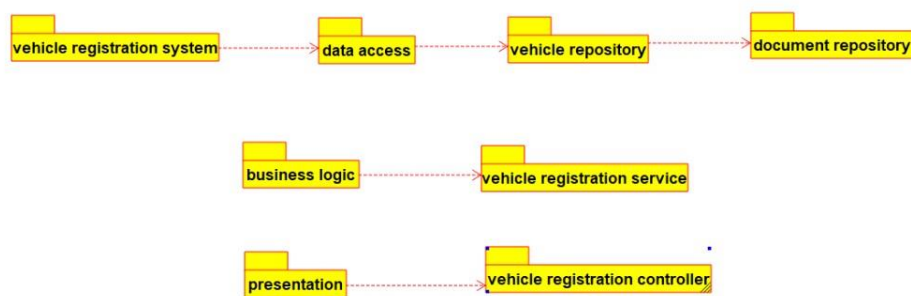 vehicle registration system
data access
vehicle repository
document repository
business logic
vehicle registration service
presentation
vehicle registration controller